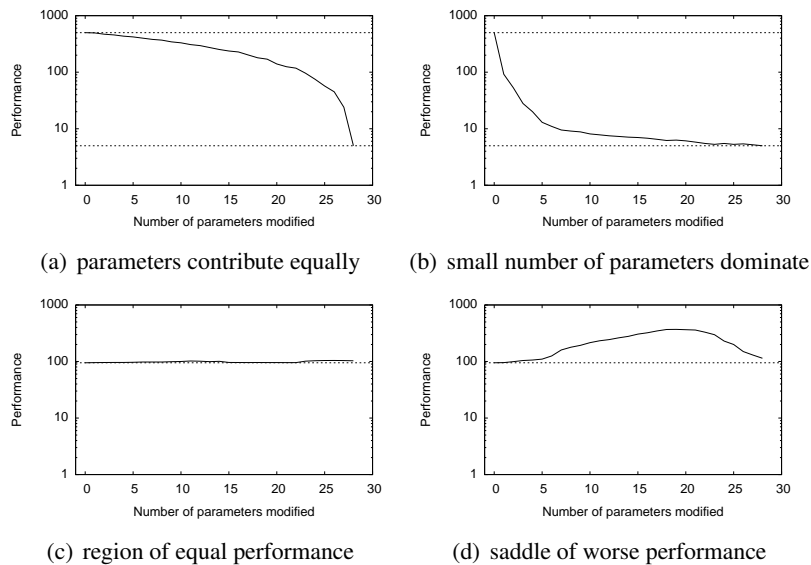 1000
100
10
1
Performance
0 5 10 15 20 25 30
Number of parameters modified
(a) parameters contribute equally
1000
100
10
1
Performance
0 5 10 15 20 25 30
Number of parameters modified
(b) small number of parameters dominate
1000
100
10
1
Performance
0 5 10 15 20 25 30
Number of parameters modified
(c) region of equal performance
1000
100
10
1
Performance
0 5 10 15 20 25 30
Number of parameters modified
(d) saddle of worse performance